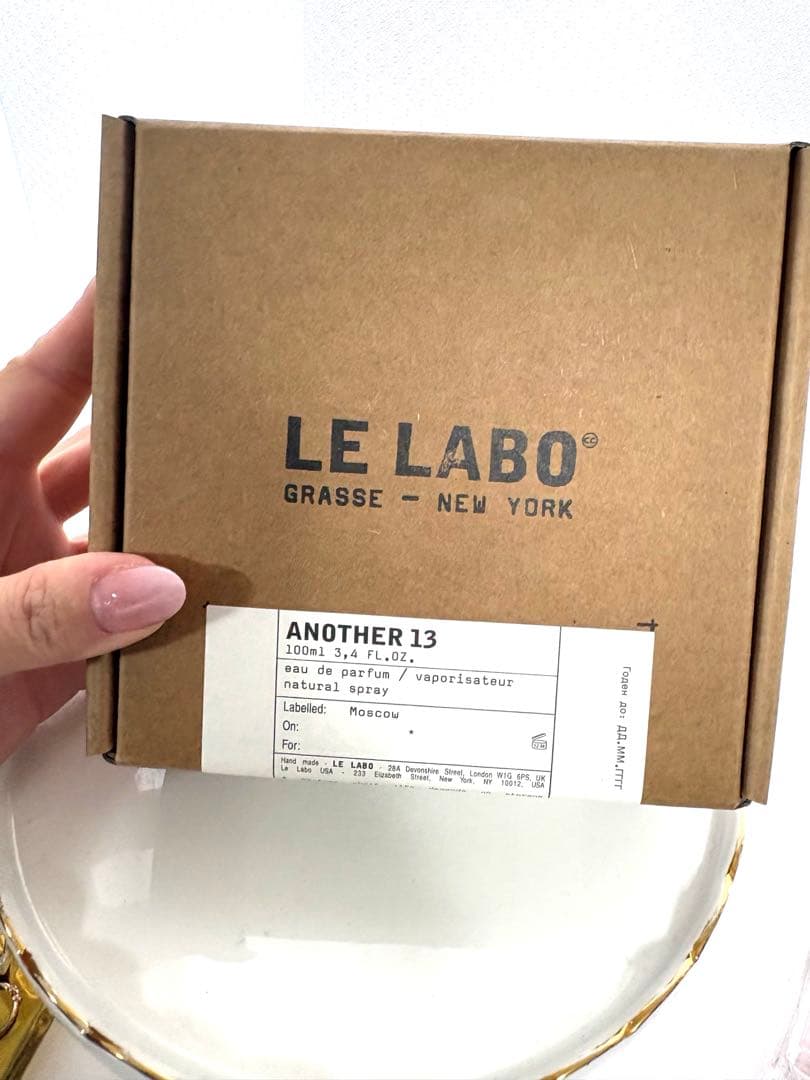 LE LABO
GRASSE — NEW YORK
ANOTHER 13
100ml 3,4 FL.OZ.
eau de parfum / vaporisateur
natural spray
Labelled: Moscow
On: *
For:
Hand made - LE LABO - 28A Devonshire Street, London W1G 6PS, UK
Le Labo USA - 233 Elizabeth Street, New York, NY 10012, USA
Годен до: ДД.ММ.ГГГГ